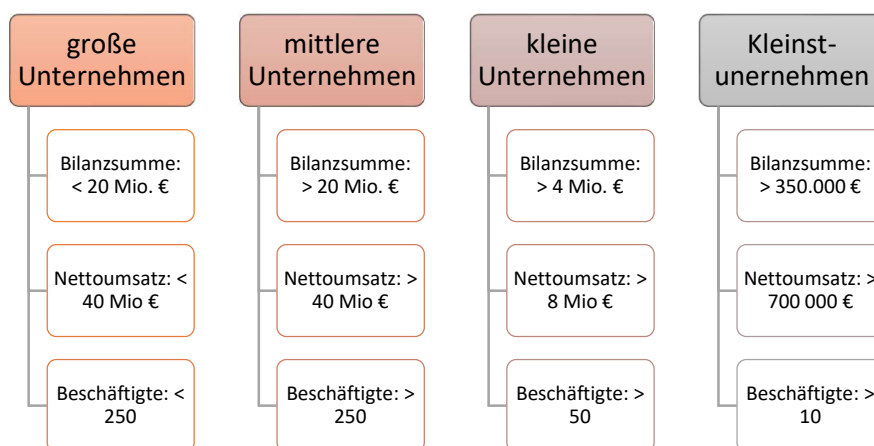 große
Unternehmen
Bilanzsumme:
< 20 Mio. €
Nettoumsatz: <
40 Mio €
Beschäftigte: <
250
mittlere
Unternehmen
Bilanzsumme:
> 20 Mio. €
Nettoumsatz: >
40 Mio €
Beschäftigte: >
250
kleine
Unternehmen
Bilanzsumme:
> 4 Mio. €
Nettoumsatz: >
8 Mio €
Beschäftigte: >
50
Kleinst-
unernehmen
Bilanzsumme:
> 350.000 €
Nettoumsatz: >
700 000 €
Beschäftigte: >
10